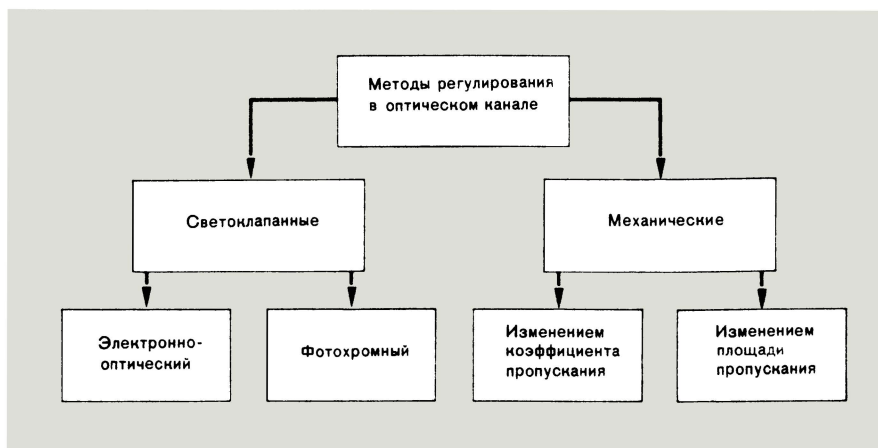 Методы регулирования
в оптическом канале
Светоклапанные
Механические
Электронно-
оптический
Фотохромный
Изменением
коэффициента
пропускания
Изменением
площади
пропускания